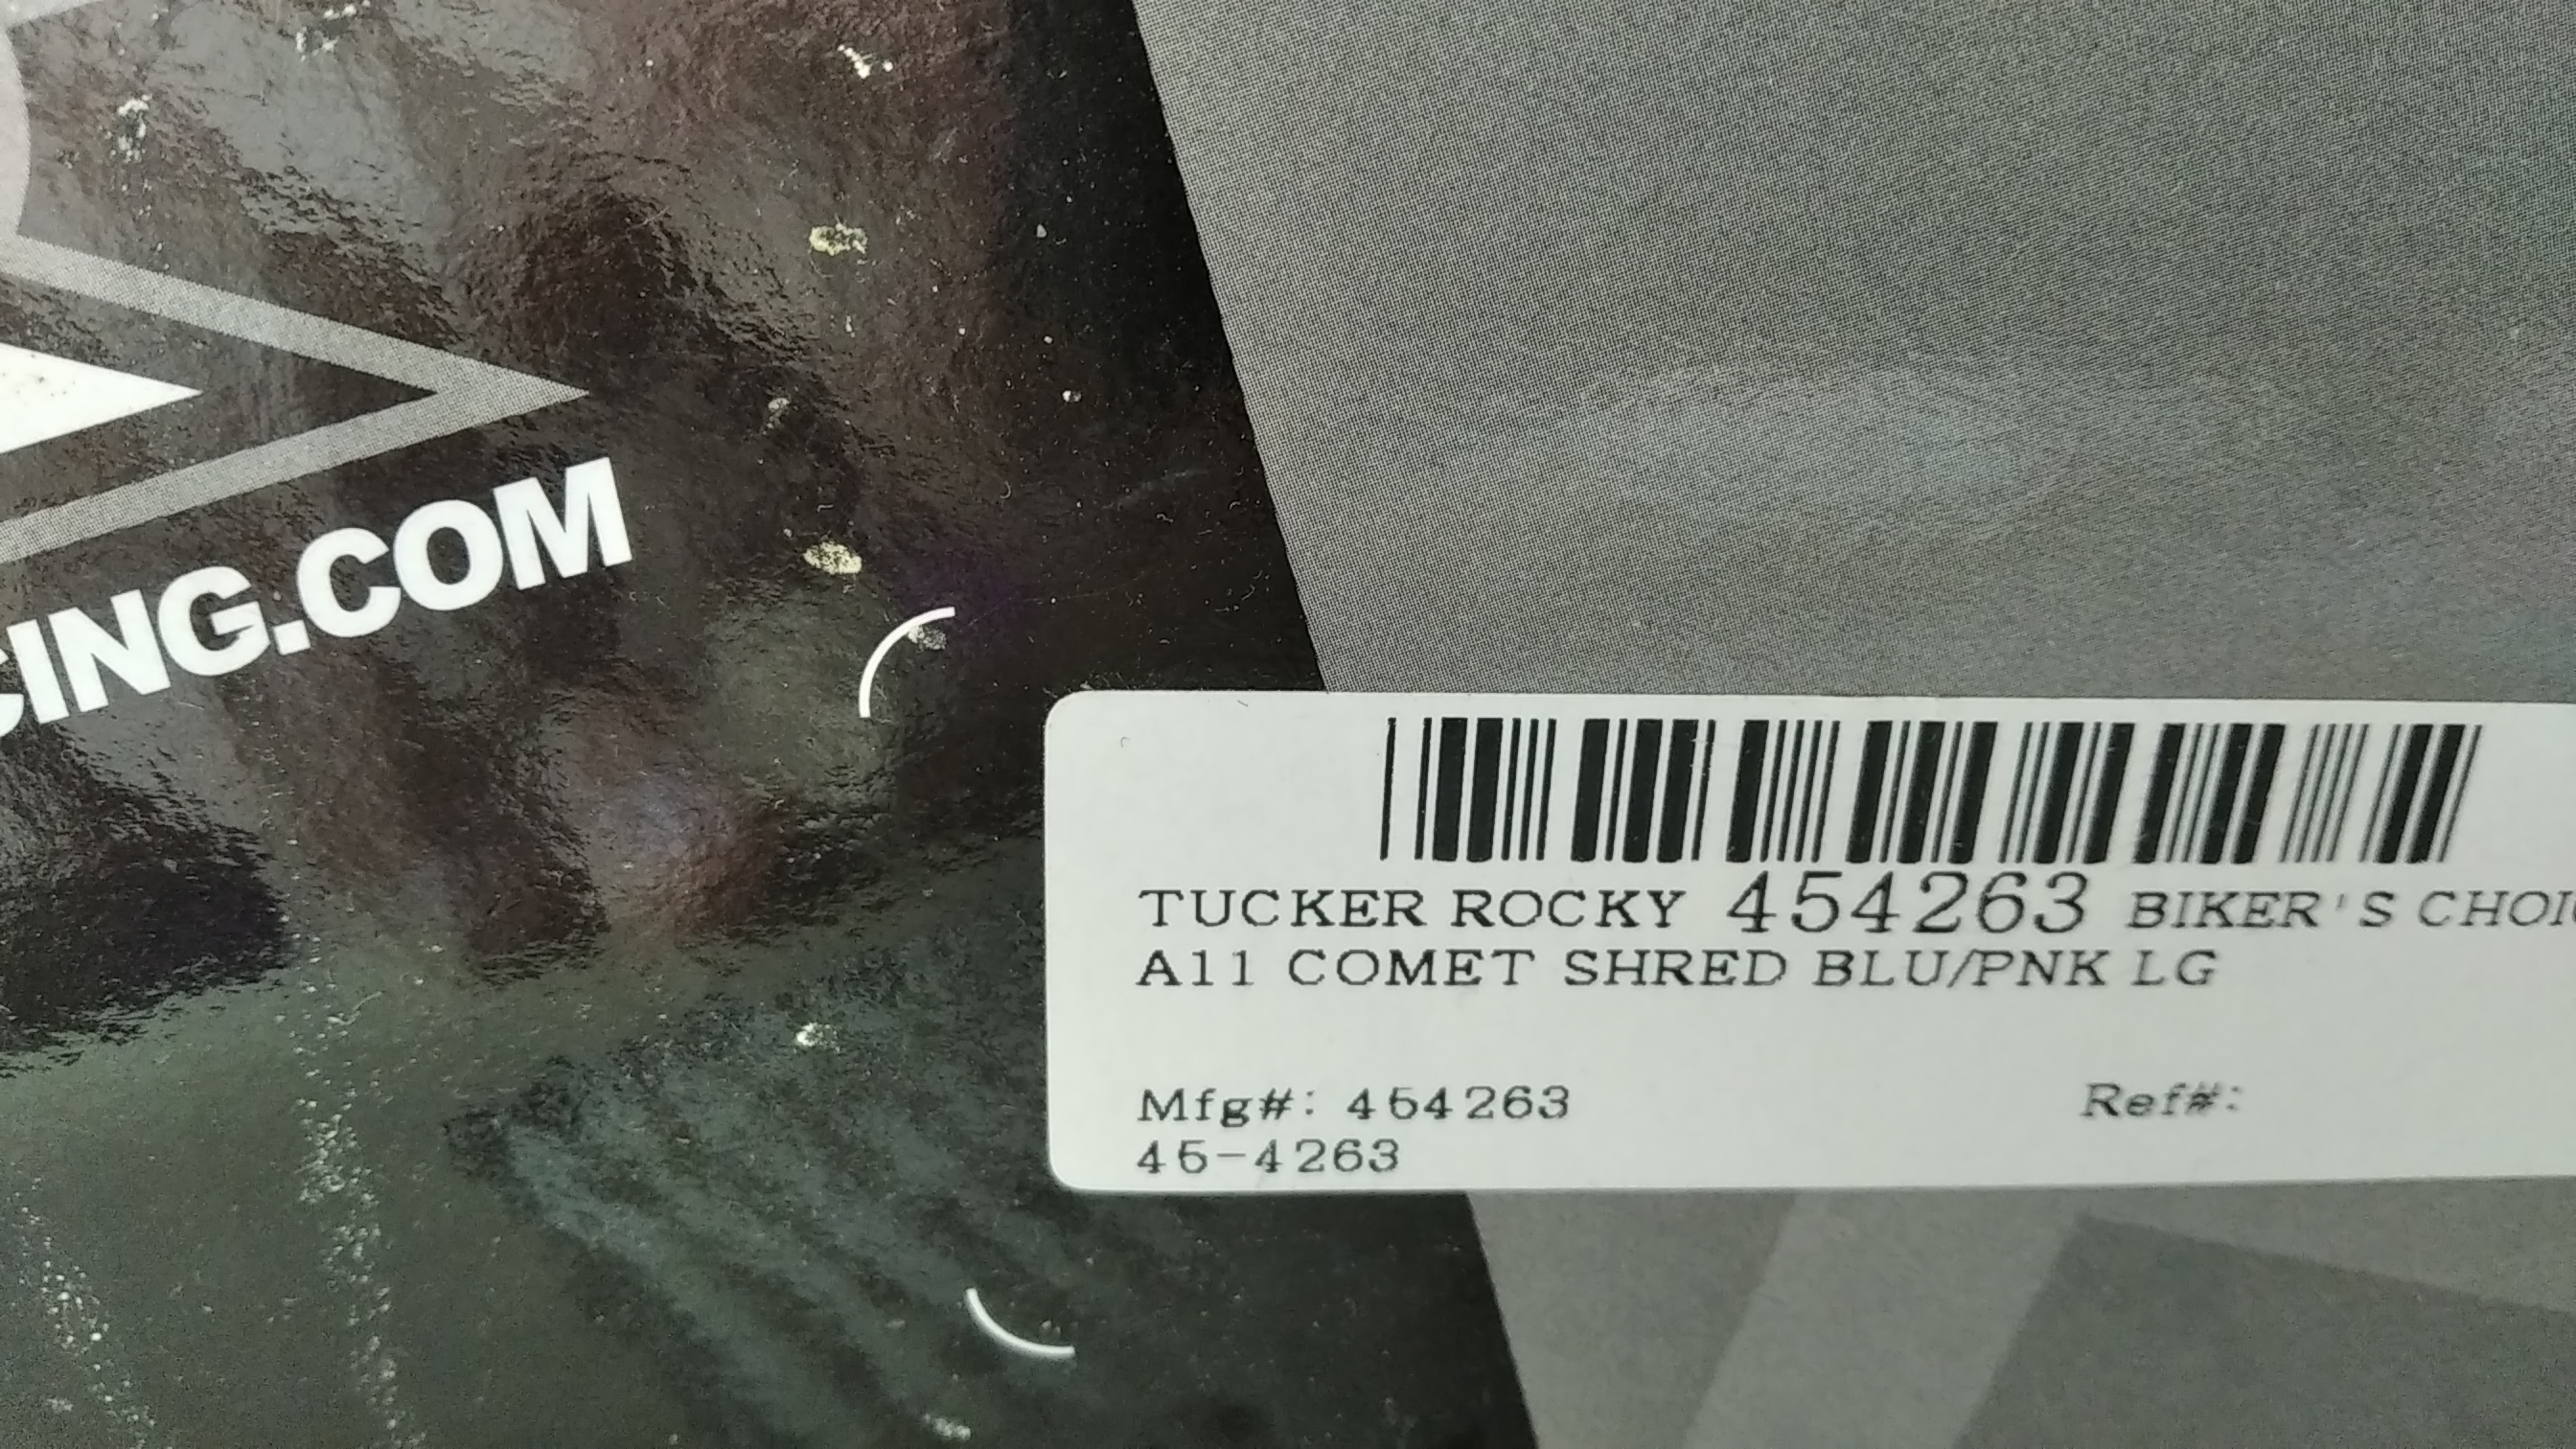 CING.COM
TUCKER ROCKY 454263 BIKER'S CHOI
A11 COMET SHRED BLU/PNK LG
Mfg#: 454263 Ref#:
45-4263